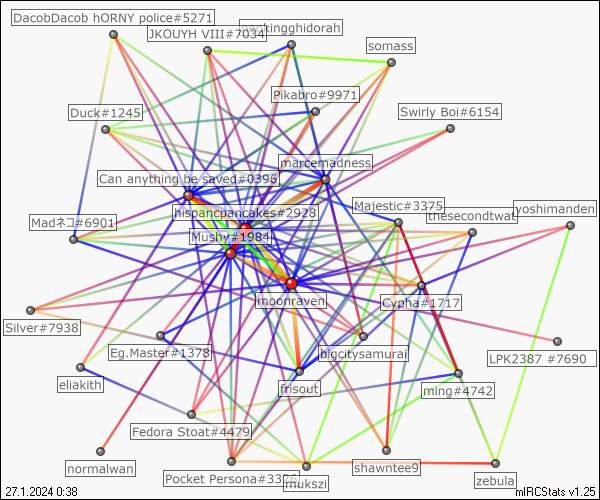 DacobDacob hORNY police#5271
JKOUYH VIII#7034
somass
Pikabro#9971
Duck#1245
Swirly Boi#6154
marcemadness
Can anything be saved#0396
Majestic#3375
yoshimanden
hispancpancakes#2928
thesecondtwat
Madネコ#6901
Mushy#1984
moonraven
Cypha#1717
Silver#7938
Eg.Master#1378
bigcitysamurai
LPK2387 #7690
eliakith
frisout
ming#4742
Fedora Stoat#4479
normalwan
Pocket Persona#3326
mukszi
shawntee9
zebula
27.1.2024 0:38
mIRCStats v1.25